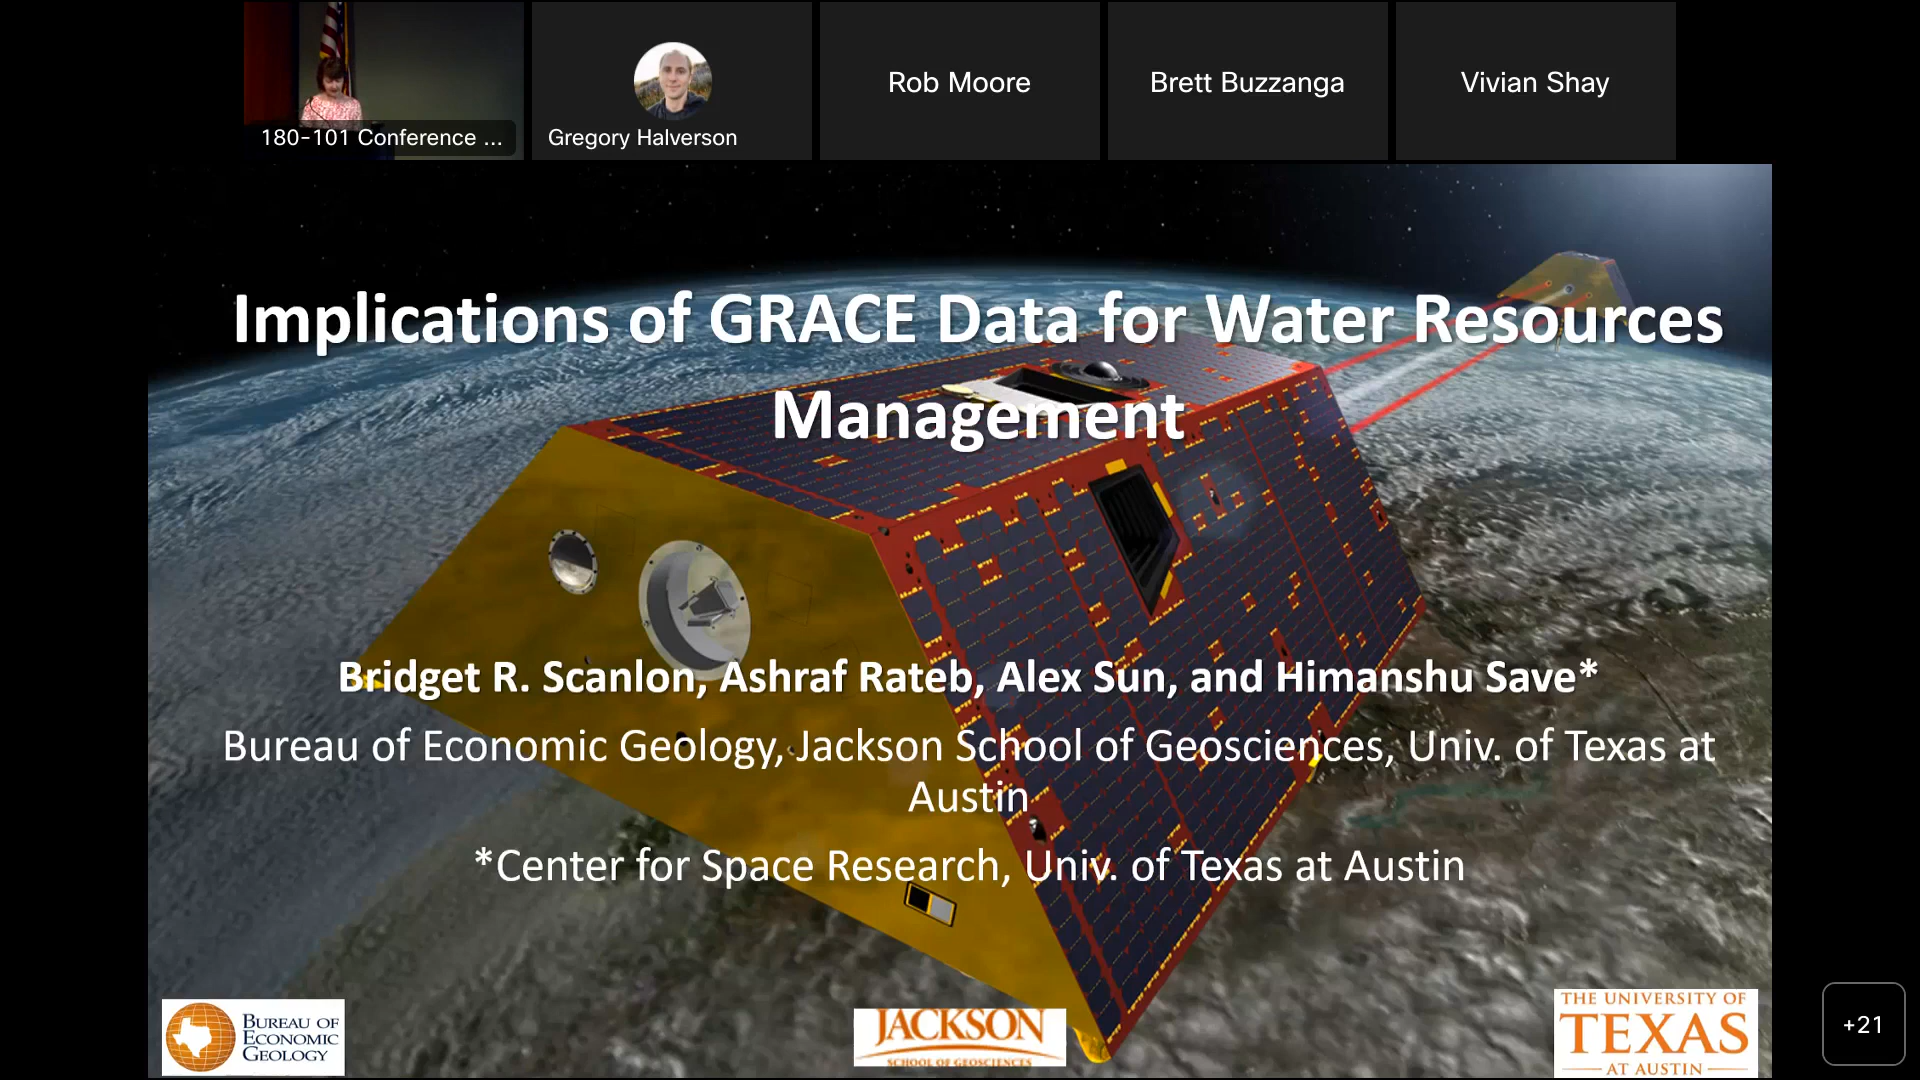 180-101 Conference ...
Gregory Halverson
Rob Moore
Brett Buzzanga
Vivian Shay
Implications of GRACE Data for Water Resources
Management
Bridget R. Scanlon, Ashraf Rateb, Alex Sun, and Himanshu Save*
Bureau of Economic Geology, Jackson School of Geosciences, Univ. of Texas at
Austin
*Center for Space Research, Univ. of Texas at Austin
BUREAU OF
ECONOMIC
GEOLOGY
JACKSON
SCHOOL OF GEOSCIENCES
THE UNIVERSITY OF
TEXAS
AT AUSTIN
+21